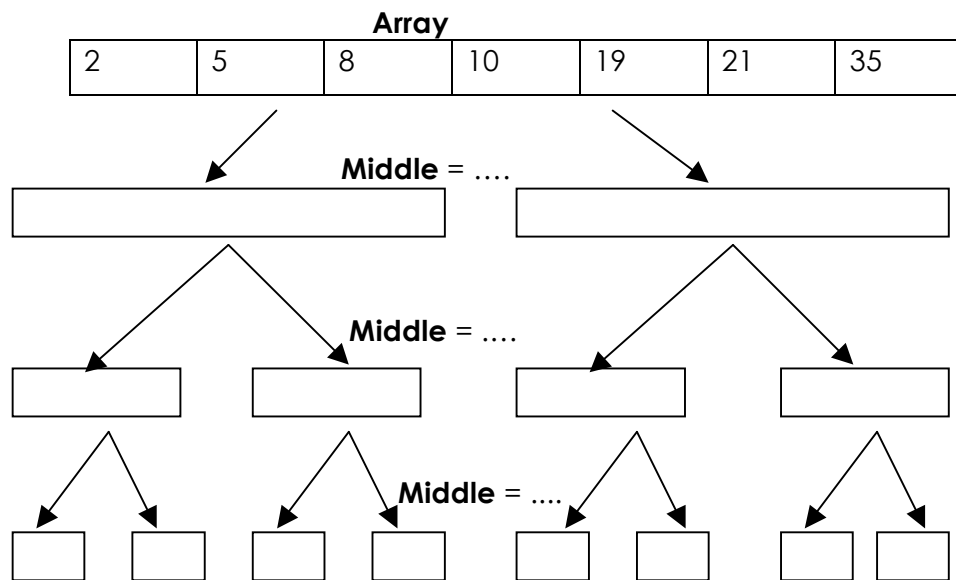 Array
2 5 8 10 19 21 35
Middle = ....
Middle = ....
Middle = ....